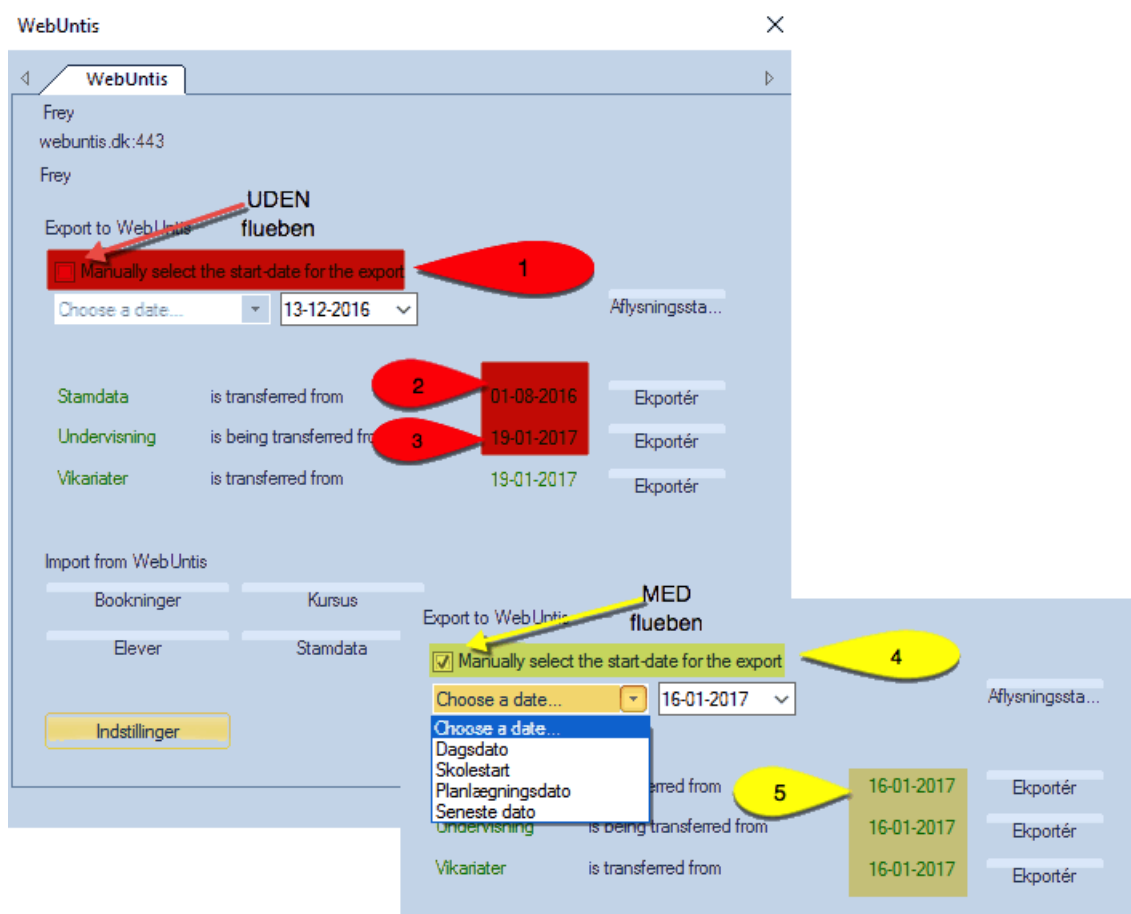 WebUntis
WebUntis
Frey
webuntis.dk:443
Frey
UDEN
flueben
Export to WebUntis
Manually select the start-date for the export
1
Choose a date...
13-12-2016
Aflysningssta...
Stamdata is transferred from 2 01-08-2016 Ekportér
Undervisning is being transferred fro 3 19-01-2017 Ekportér
Vikariater is transferred from 19-01-2017 Ekportér
Import from WebUntis
Bookninger Kursus
Elever Stamdata
Indstillinger
MED
flueben
Export to WebUntis
Manually select the start-date for the export
4
Choose a date...
16-01-2017
Aflysningssta...
Choose a date...
Dagsdato
Skolestart
Planlægningsdato
Seneste dato
erred from 5 16-01-2017 Ekportér
Undervisning is being transferred from 16-01-2017 Ekportér
Vikariater is transferred from 16-01-2017 Ekportér